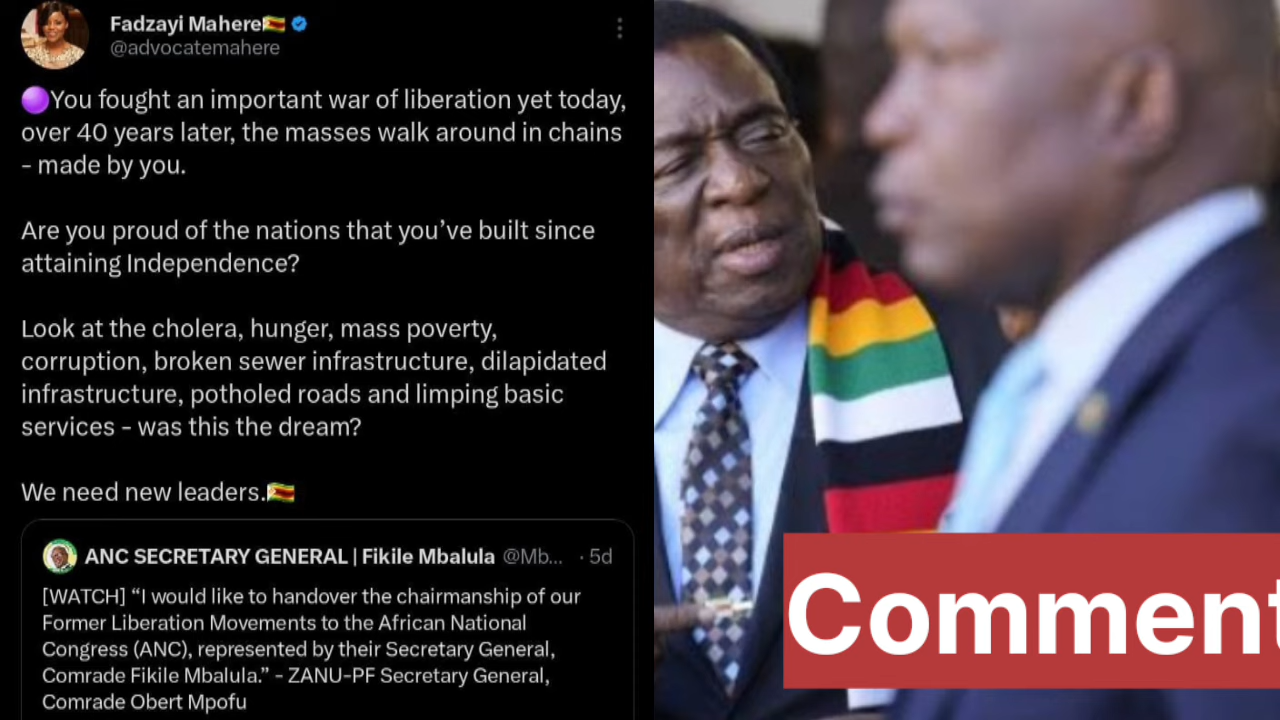 Fadzayi Mahere🇿🇼
@advocatemahere
🟣You fought an important war of liberation yet today,
over 40 years later, the masses walk around in chains
- made by you.
Are you proud of the nations that you’ve built since
attaining Independence?
Look at the cholera, hunger, mass poverty,
corruption, broken sewer infrastructure, dilapidated
infrastructure, potholed roads and limping basic
services - was this the dream?
We need new leaders.🇿🇼
ANC SECRETARY GENERAL | Fikile Mbalula @Mb... · 5d
[WATCH] “I would like to handover the chairmanship of our
Former Liberation Movements to the African National
Congress (ANC), represented by their Secretary General,
Comrade Fikile Mbalula.” - ZANU-PF Secretary General,
Comrade Obert Mpofu
Comment